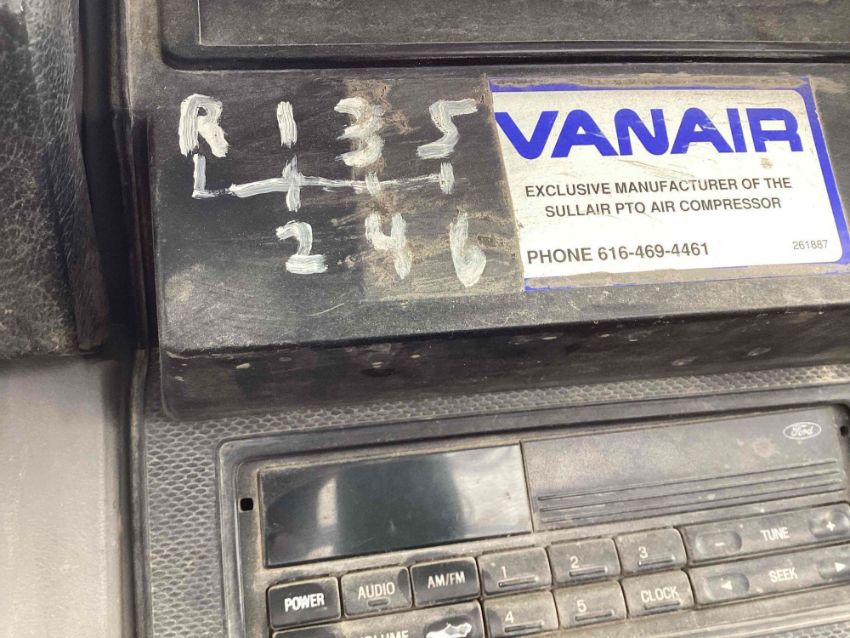 R 1 3 5
2 4 6
VANAIR
EXCLUSIVE MANUFACTURER OF THE
SULLAIR PTO AIR COMPRESSOR
PHONE 616-469-4461 261887
Ford
POWER AUDIO AM/FM 1 2 3 - TUNE +
VOLUME 4 5 CLOCK SEEK